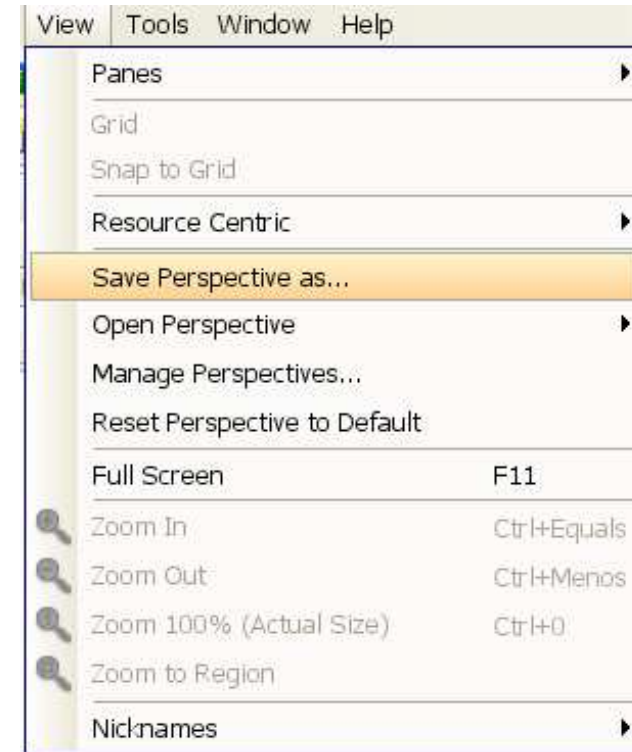 View Tools Window Help
Panes
Grid
Snap to Grid
Resource Centric
Save Perspective as...
Open Perspective
Manage Perspectives...
Reset Perspective to Default
Full Screen F11
Zoom In Ctrl+Equals
Zoom Out Ctrl+Menos
Zoom 100% (Actual Size) Ctrl+0
Zoom to Region
Nicknames